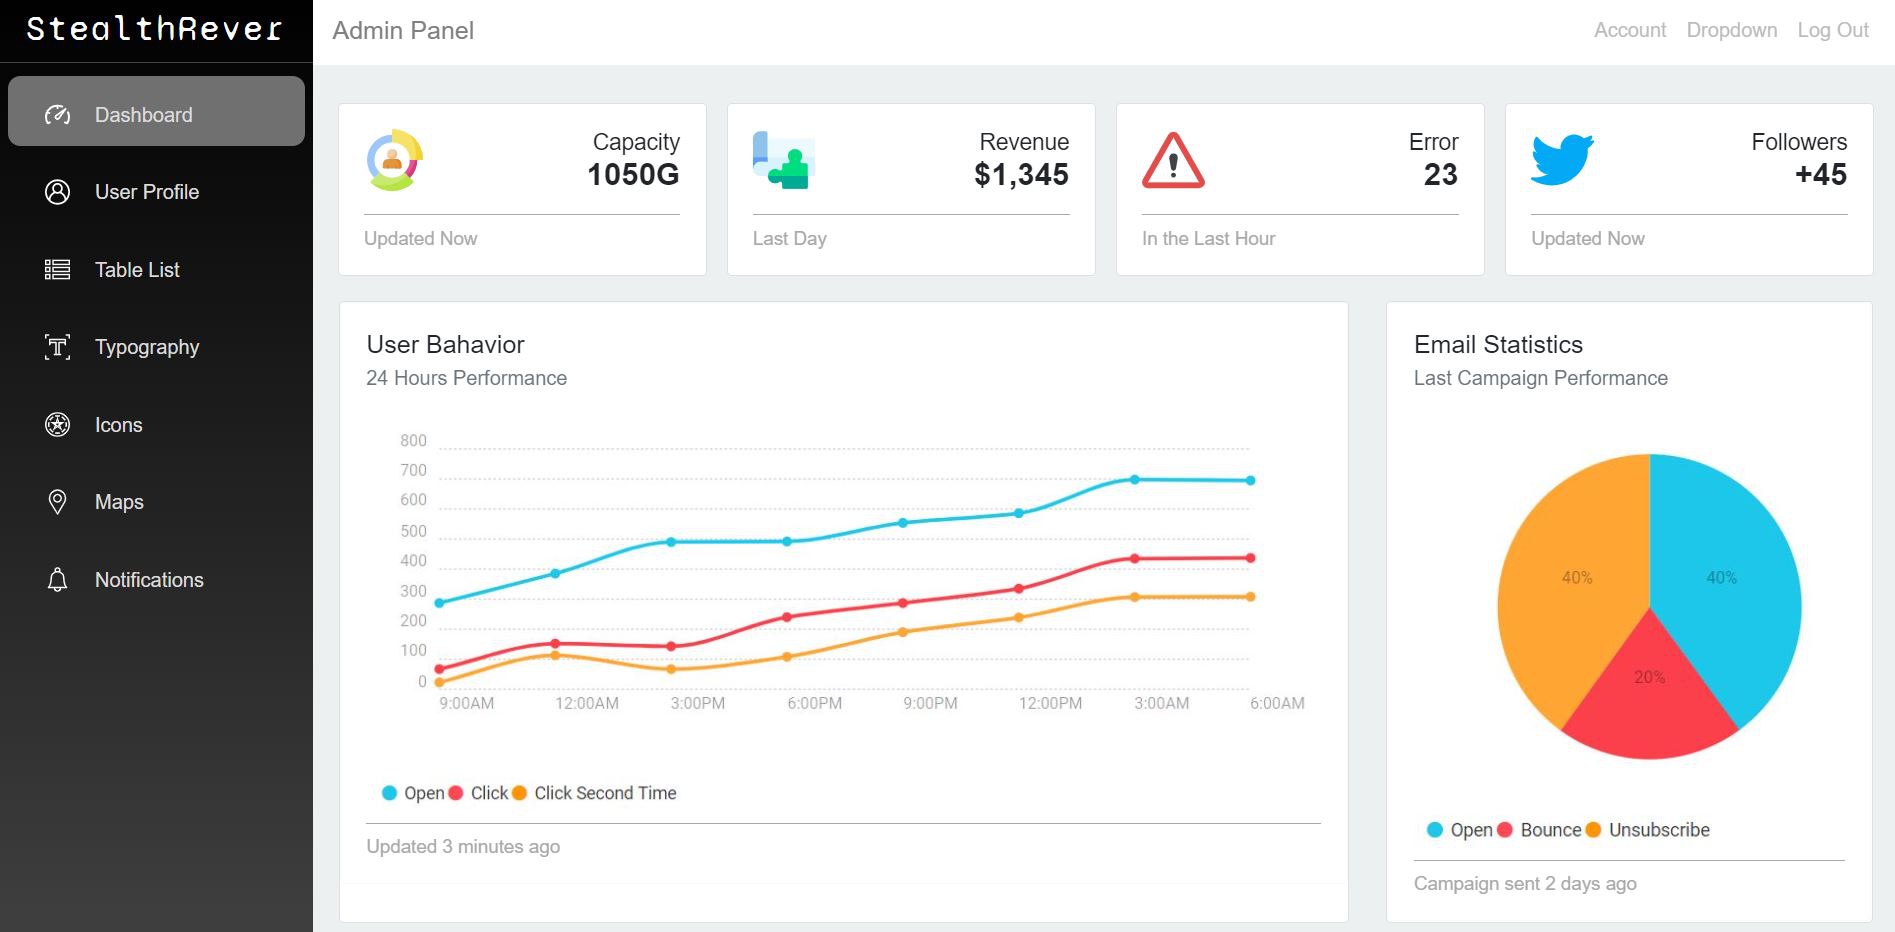 StealthRever
Admin Panel
Account Dropdown Log Out
Dashboard
User Profile
Table List
Typography
Icons
Maps
Notifications
Capacity
1050G
Updated Now
Revenue
$1,345
Last Day
Error
23
In the Last Hour
Followers
+45
Updated Now
User Bahavior
24 Hours Performance
800
700
600
500
400
300
200
100
0
9:00AM 12:00AM 3:00PM 6:00PM 9:00PM 12:00PM 3:00AM 6:00AM
Open Click Click Second Time
Updated 3 minutes ago
Email Statistics
Last Campaign Performance
40% 40%
20%
Open Bounce Unsubscribe
Campaign sent 2 days ago